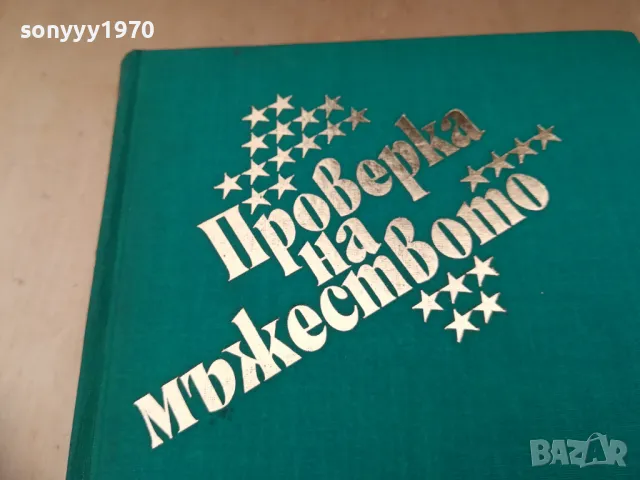 sonyyy1970
Проверка
на
мъжеството
BAZAR